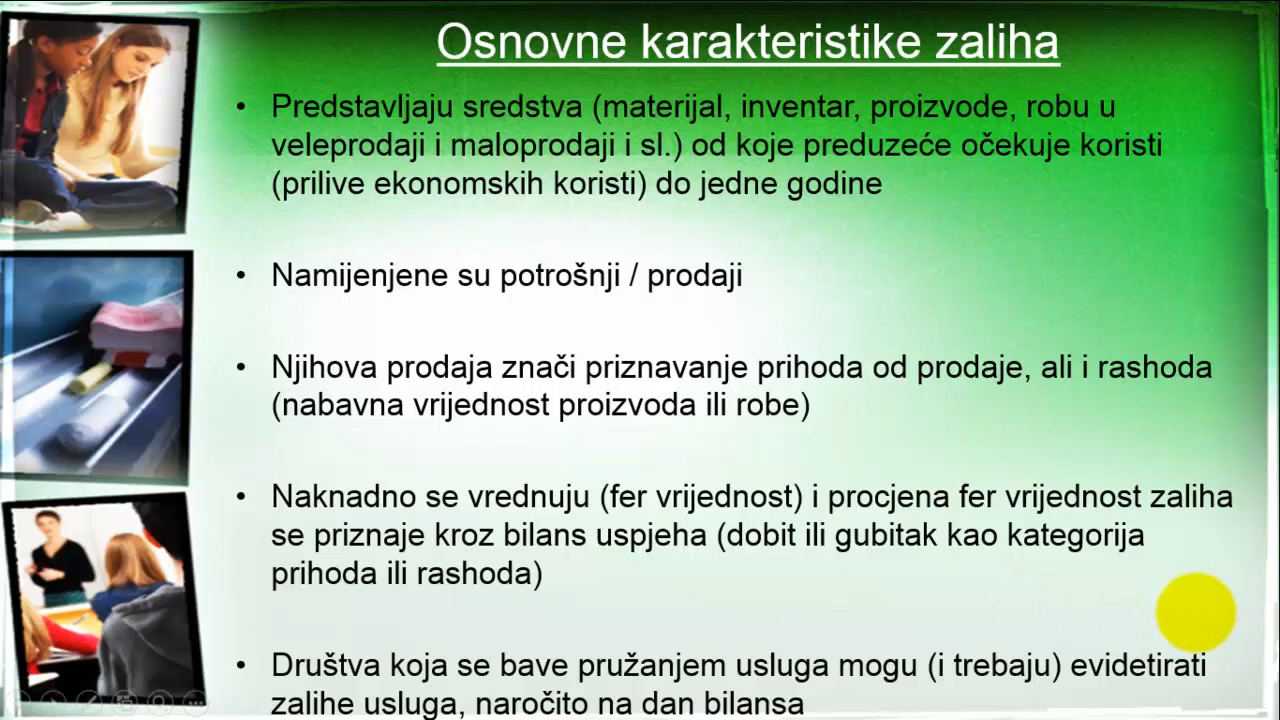 Osnovne karakteristike zaliha
• Predstavljaju sredstva (materijal, inventar, proizvode, robu u
veleprodaji i maloprodaji i sl.) od koje preduzeće očekuje koristi
(prilive ekonomskih koristi) do jedne godine
• Namijenjene su potrošnji / prodaji
• Njihova prodaja znači priznavanje prihoda od prodaje, ali i rashoda
(nabavna vrijednost proizvoda ili robe)
• Naknadno se vrednuju (fer vrijednost) i procjena fer vrijednost zaliha
se priznaje kroz bilans uspjeha (dobit ili gubitak kao kategorija
prihoda ili rashoda)
• Društva koja se bave pružanjem usluga mogu (i trebaju) evidetirati
zalihe usluga, naročito na dan bilansa